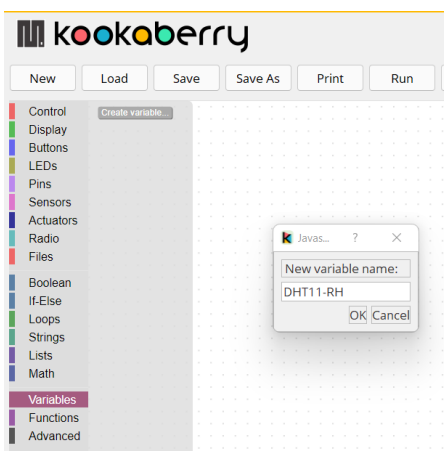 kookaberry
New Load Save Save As Print Run
Control
Create variable...
Display
Buttons
LEDs
Pins
Sensors
Actuators
Radio
Files
Boolean
If-Else
Loops
Strings
Lists
Math
Variables
Functions
Advanced
Javas... ? ×
New variable name:
DHT11-RH
OK Cancel